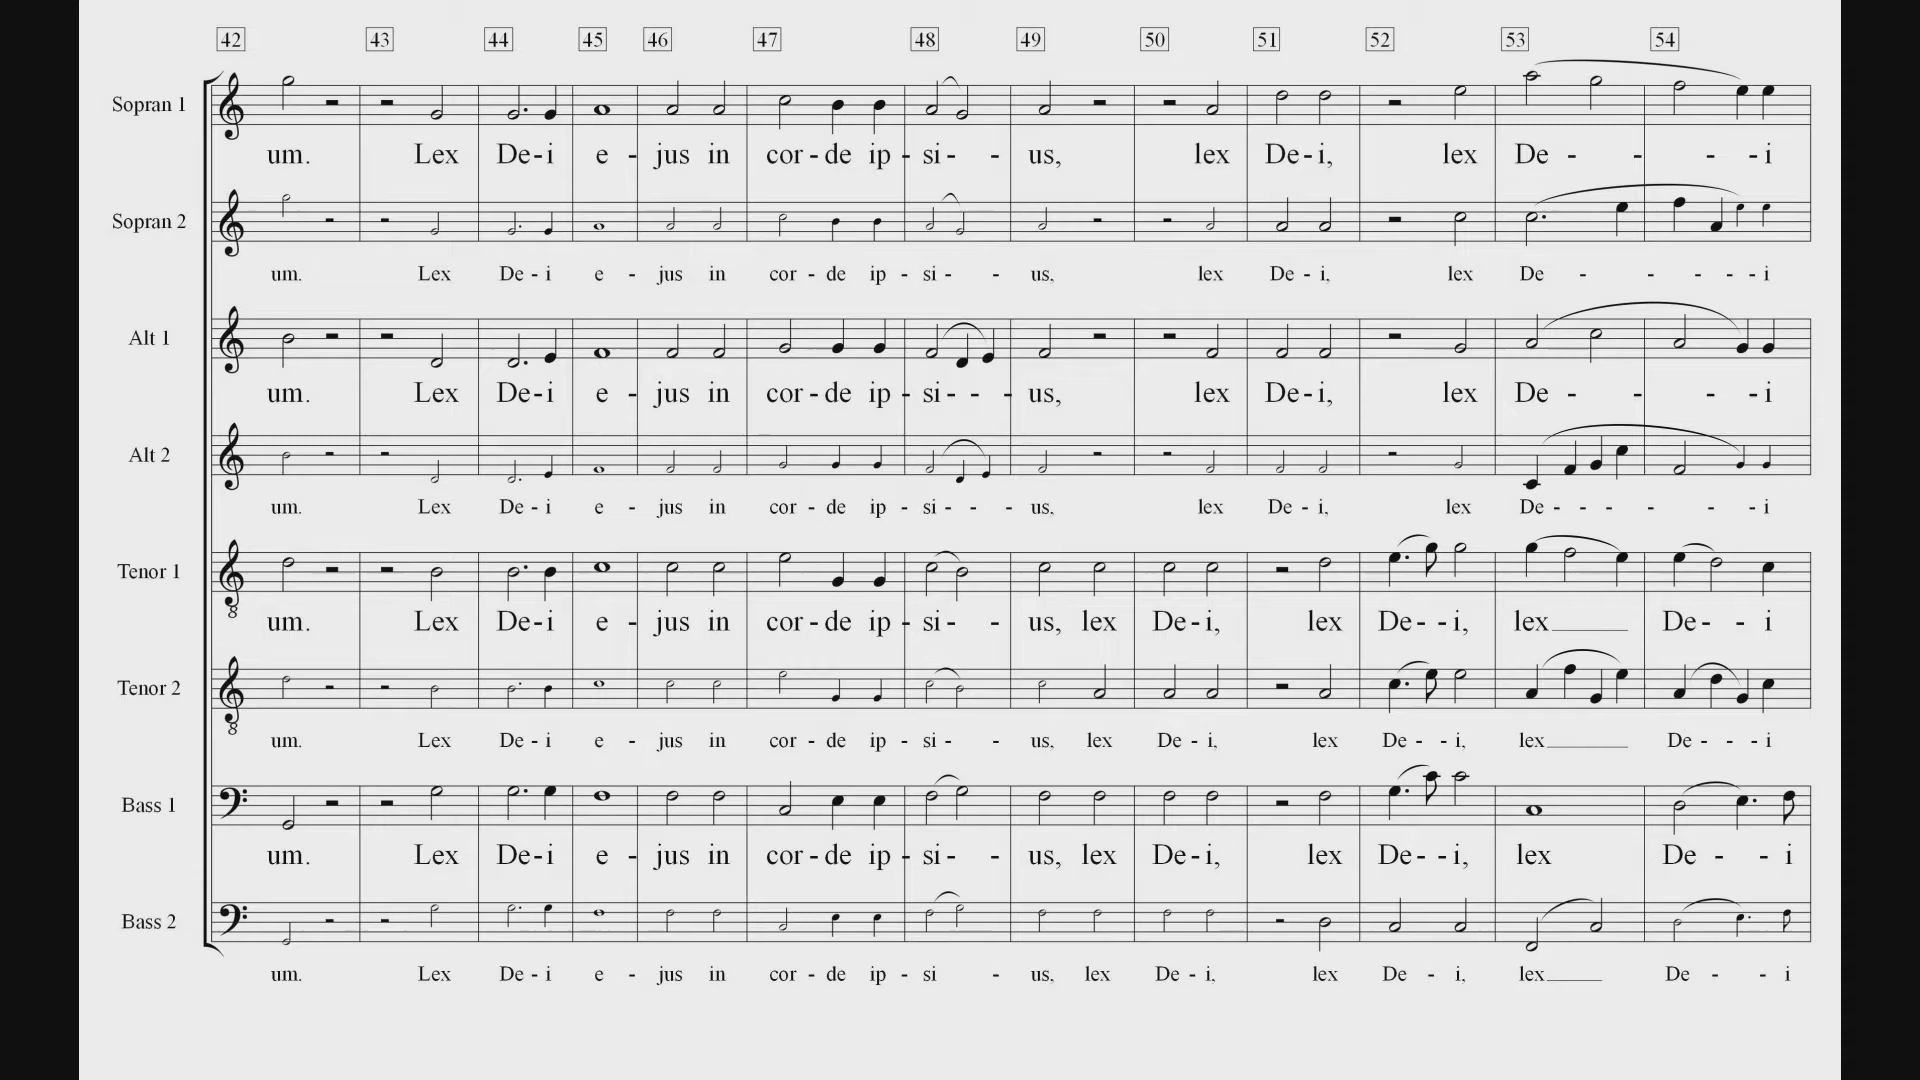 42 43 44 45 46 47 48 49 50 51 52 53 54
Sopran 1
um. Lex De-i e - jus in cor - de ip - si - - us, lex De-i, lex De - - - - i
Sopran 2
um. Lex De - i e - jus in cor - de ip - si - - us, lex De - i, lex De - - - - - i
Alt 1
um. Lex De-i e - jus in cor - de ip - si - - - us, lex De-i, lex De - - - - i
Alt 2
um. Lex De - i e - jus in cor - de ip - si - - - us, lex De - i, lex De - - - - - - i
Tenor 1
8
um. Lex De-i e - jus in cor - de ip - si - - us, lex De-i, lex De- - i, lex____ De- - i
Tenor 2
8
um. Lex De - i e - jus in cor - de ip - si - - us, lex De - i, lex De - - i, lex____ De - - - i
Bass 1
um. Lex De-i e - jus in cor - de ip - si - - us, lex De-i, lex De- - i, lex De - - i
Bass 2
um. Lex De - i e - jus in cor - de ip - si - us, lex De - i, lex De - i, lex____ De - - i